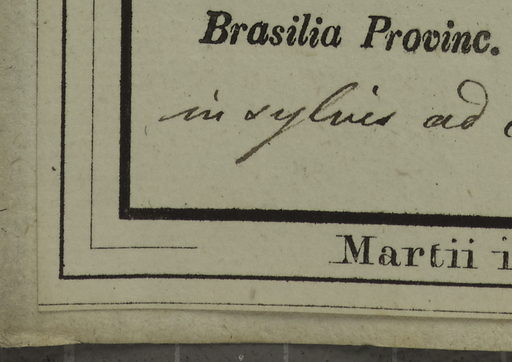 Brasilia Provinc.
in sylvis ad
Martii i